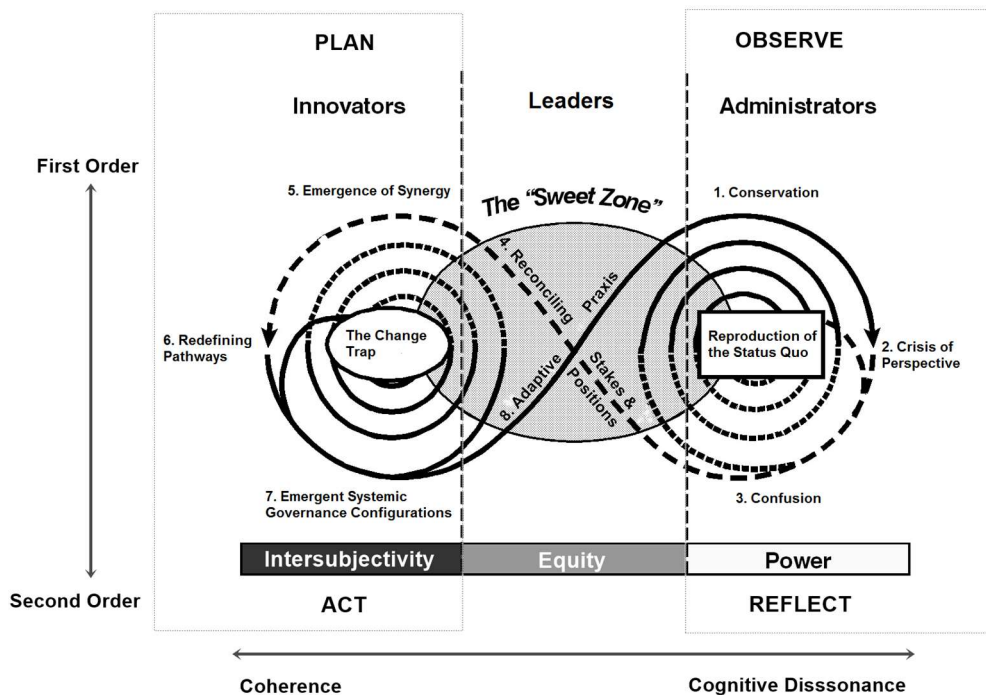 PLAN
OBSERVE
Innovators
Leaders
Administrators
First Order
5. Emergence of Synergy
The "Sweet Zone"
1. Conservation
4. Reconciling
Stakes &
Positions
8. Adaptive
Praxis
The Change
Trap
Reproduction of
the Status Quo
6. Redefining
Pathways
2. Crisis of
Perspective
7. Emergent Systemic
Governance Configurations
3. Confusion
Intersubjectivity
Equity
Power
Second Order
ACT
REFLECT
Coherence
Cognitive Disssonance